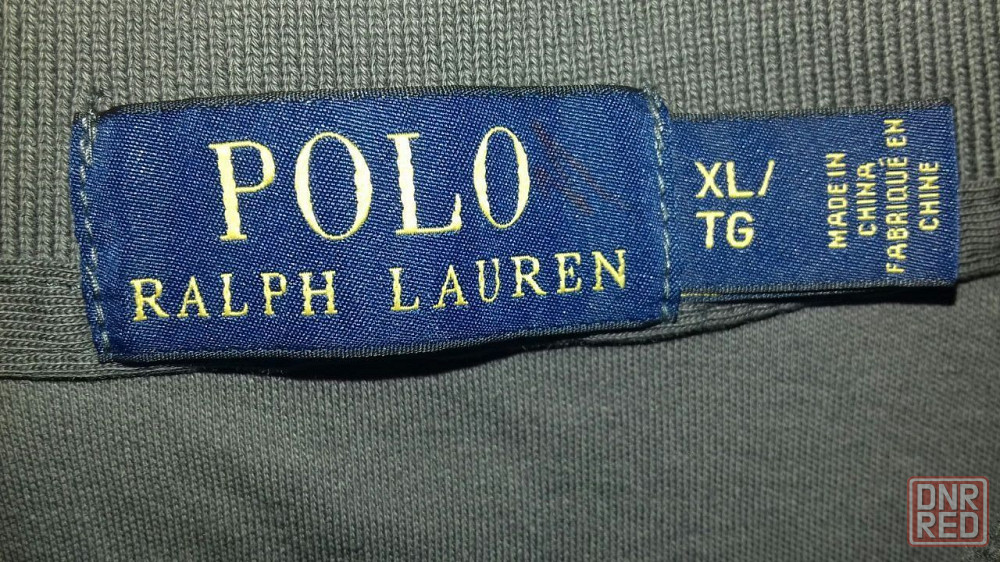 POLO
RALPH LAUREN
XL/
TG
MADE IN
CHINA
FABRIQUÉ EN
CHINE
DNR
RED